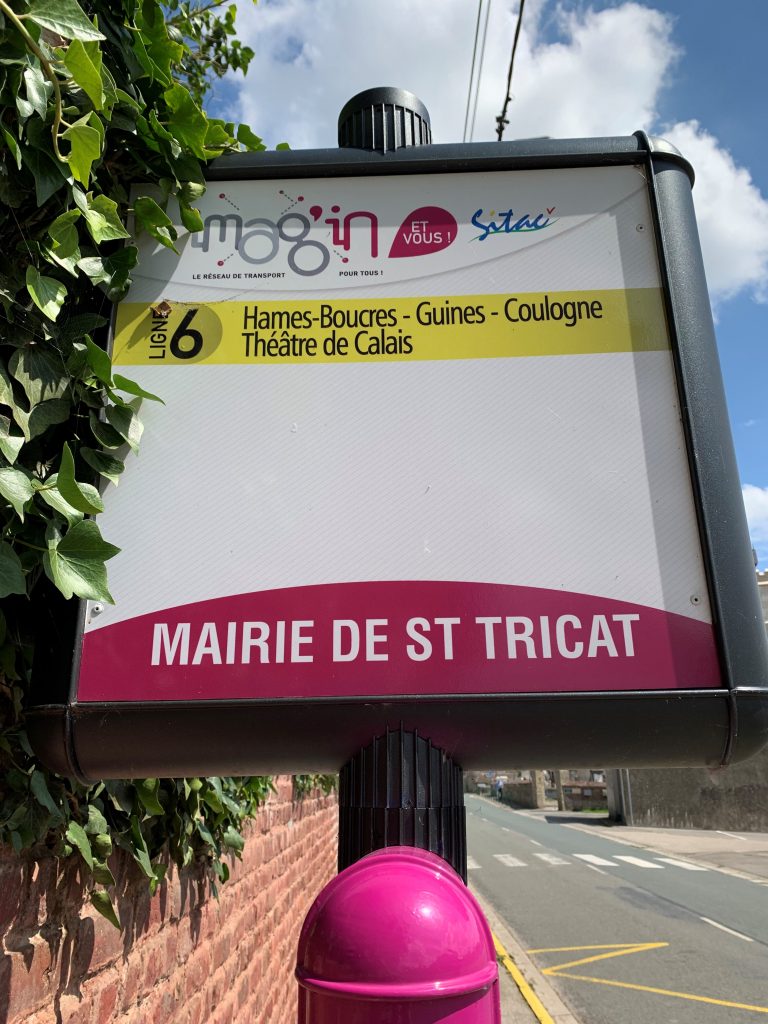 imag'in
ET
VOUS !
Sitac
LE RÉSEAU DE TRANSPORT POUR TOUS !
LIGNE 6
Hames-Boucres - Guines - Coulogne
Théâtre de Calais
MAIRIE DE ST TRICAT